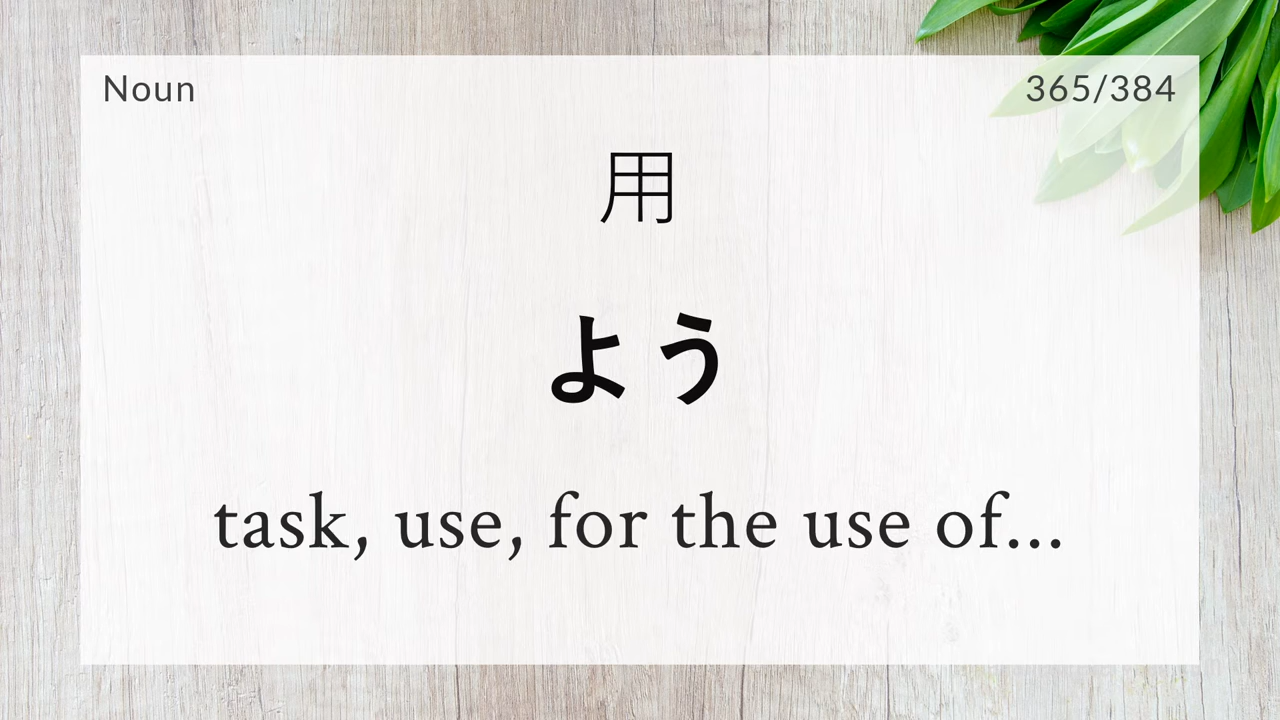 Noun
365/384
用
よう
task, use, for the use of...